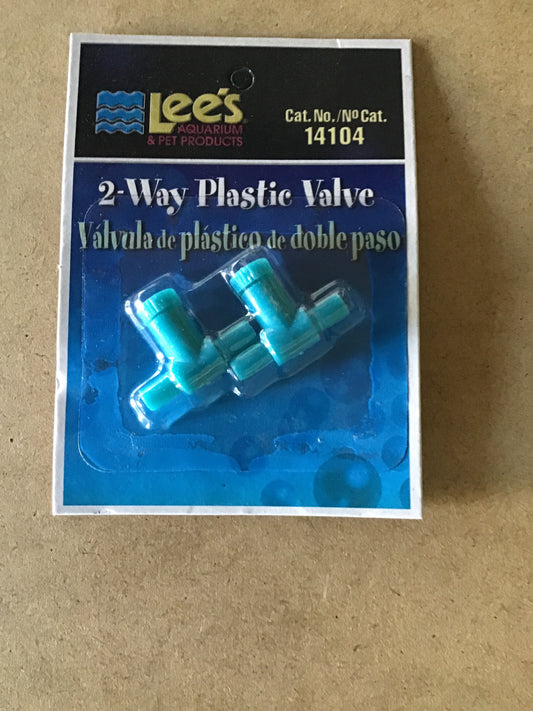 Lee's®
AQUARIUM
& PET PRODUCTS
Cat. No./Nº Cat.
14104
2-Way Plastic Valve
Válvula de plástico de doble paso